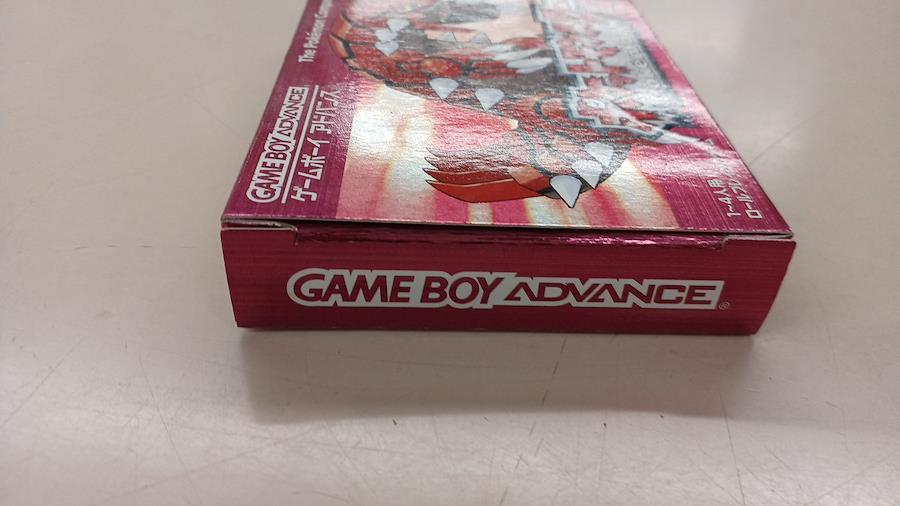 The Pokémon Company
GAME BOY ADVANCE
ゲームボーイ アドバンス
1~4人用
GAME BOY ADVANCE®